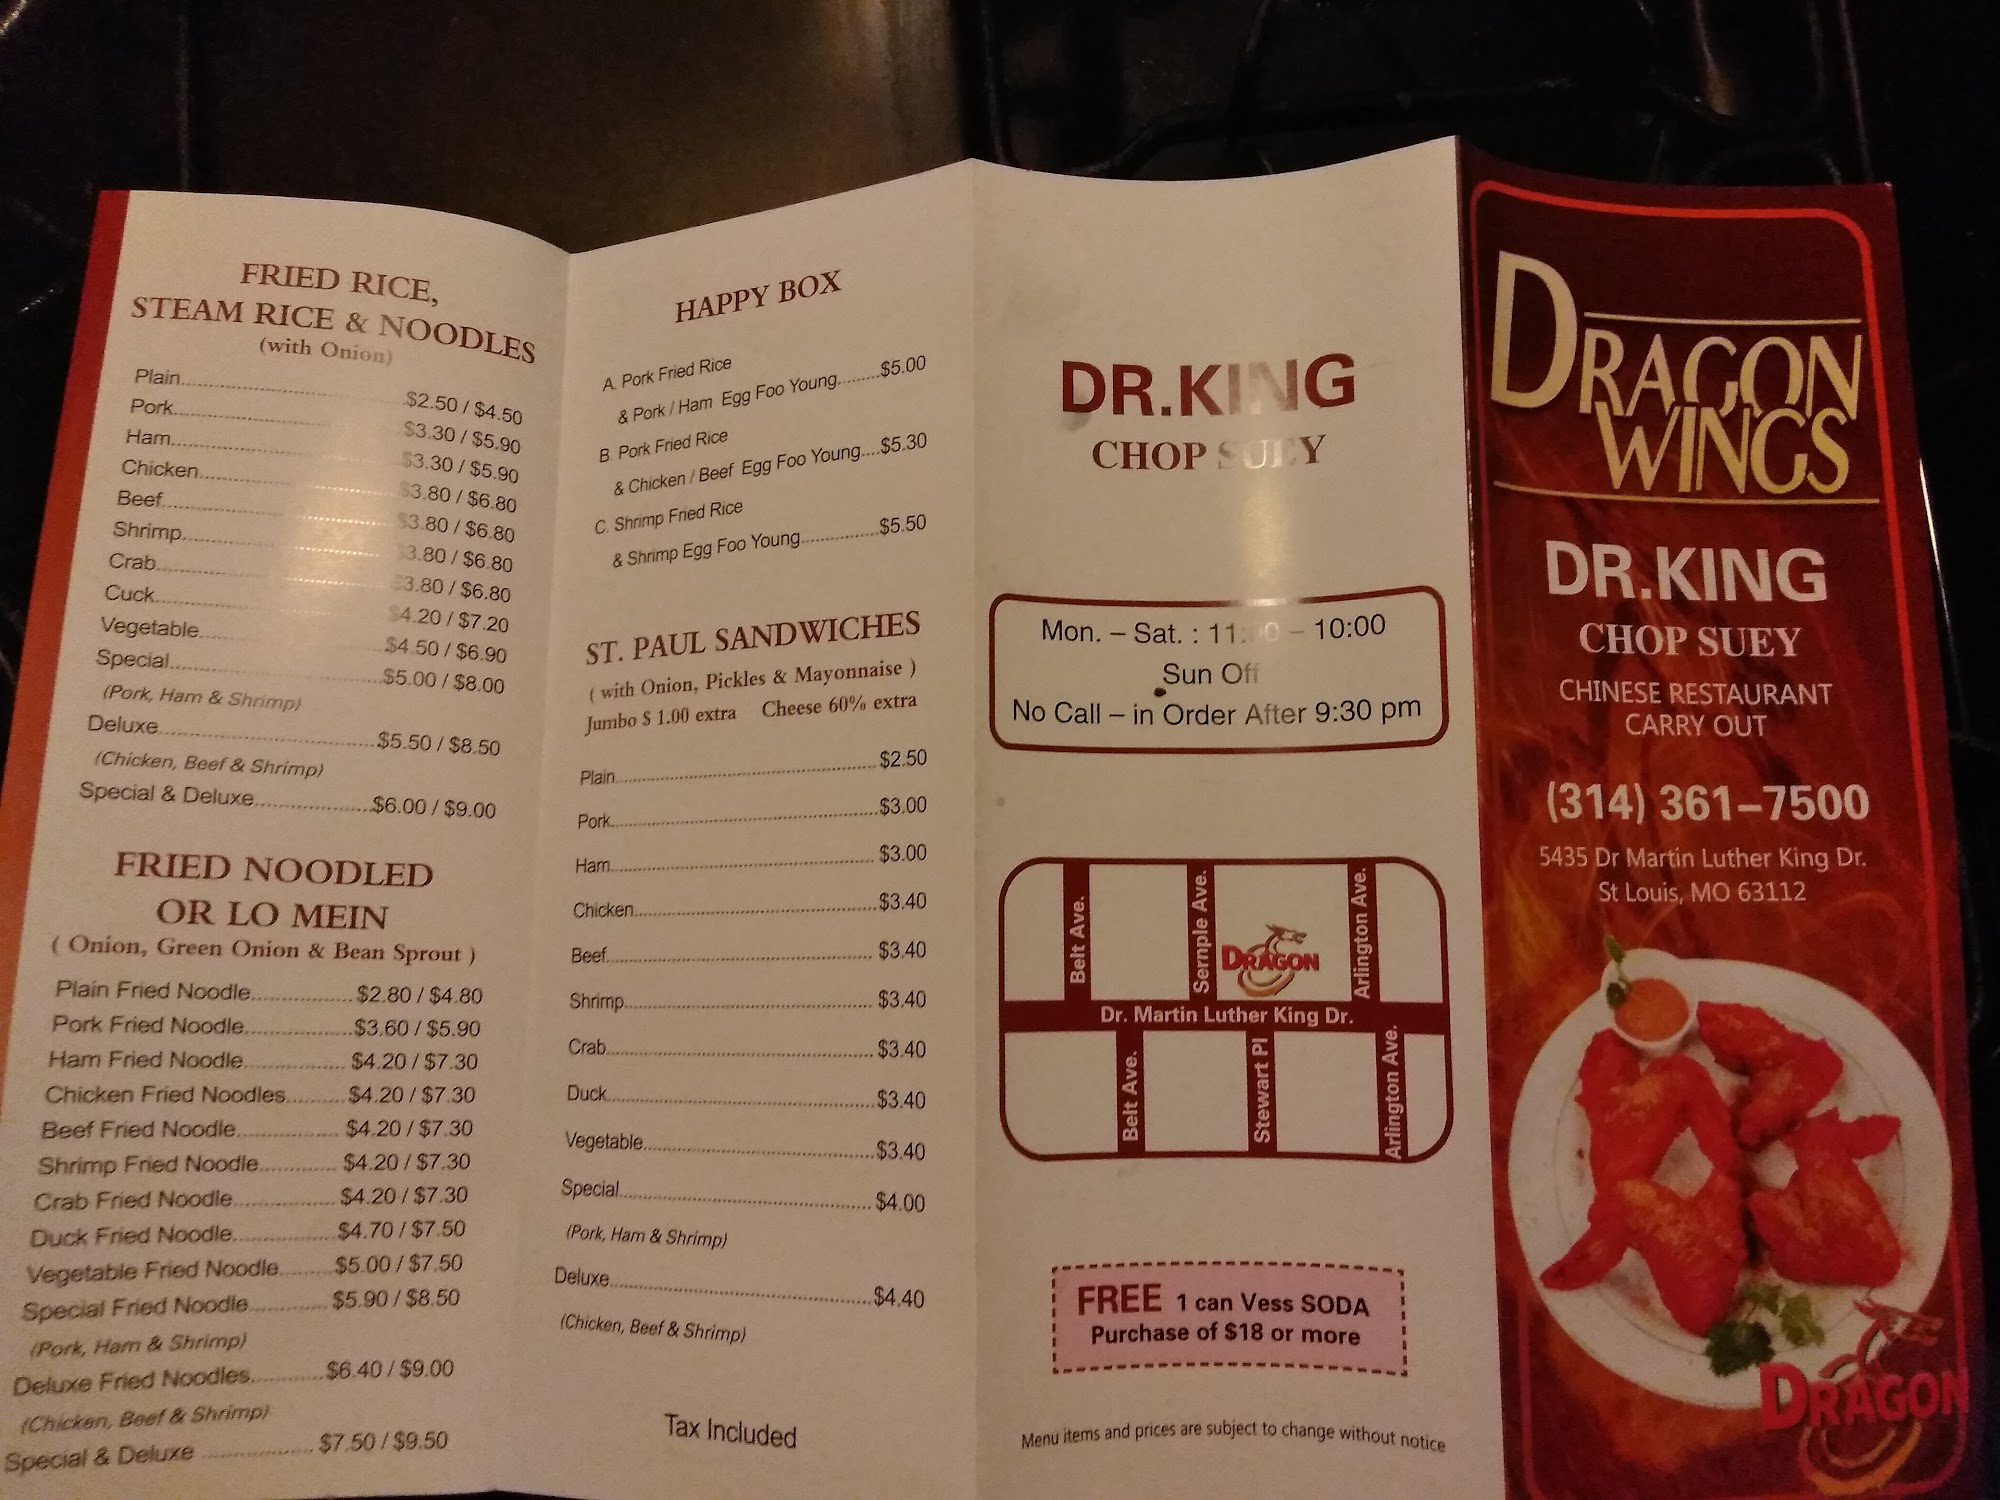 FRIED RICE,
STEAM RICE & NOODLES
(with Onion)
Plain..........$2.50 / $4.50
Pork..........$3.30 / $5.90
Ham..........$3.30 / $5.90
Chicken..........$3.80 / $6.80
Beef..........$3.80 / $6.80
Shrimp..........$3.80 / $6.80
Crab..........$3.80 / $6.80
Cuck..........$4.20 / $7.20
Vegetable..........$4.50 / $6.90
Special..........$5.00 / $8.00
(Pork, Ham & Shrimp)
Deluxe..........$5.50 / $8.50
(Chicken, Beef & Shrimp)
Special & Deluxe..........$6.00 / $9.00
FRIED NOODLED
OR LO MEIN
( Onion, Green Onion & Bean Sprout )
Plain Fried Noodle..........$2.80 / $4.80
Pork Fried Noodle..........$3.60 / $5.90
Ham Fried Noodle..........$4.20 / $7.30
Chicken Fried Noodles..........$4.20 / $7.30
Beef Fried Noodle..........$4.20 / $7.30
Shrimp Fried Noodle..........$4.20 / $7.30
Crab Fried Noodle..........$4.20 / $7.30
Duck Fried Noodle..........$4.70 / $7.50
Vegetable Fried Noodle..........$5.00 / $7.50
Special Fried Noodle..........$5.90 / $8.50
(Pork, Ham & Shrimp)
Deluxe Fried Noodles..........$6.40 / $9.00
(Chicken, Beef & Shrimp)
Special & Deluxe..........$7.50 / $9.50
HAPPY BOX
A. Pork Fried Rice
& Pork / Ham Egg Foo Young..........$5.00
B. Pork Fried Rice
& Chicken / Beef Egg Foo Young....$5.30
C. Shrimp Fried Rice
& Shrimp Egg Foo Young..........$5.50
ST. PAUL SANDWICHES
( with Onion, Pickles & Mayonnaise )
Jumbo $ 1.00 extra Cheese 60% extra
Plain..........$2.50
Pork..........$3.00
Ham..........$3.00
Chicken..........$3.40
Beef..........$3.40
Shrimp..........$3.40
Crab..........$3.40
Duck..........$3.40
Vegetable..........$3.40
Special..........$4.00
(Pork, Ham & Shrimp)
Deluxe..........$4.40
(Chicken, Beef & Shrimp)
Tax Included
DR.KING
CHOP SUEY
Mon. – Sat. : 11:00 – 10:00
Sun Off
No Call – in Order After 9:30 pm
Belt Ave.
Semple Ave.
DRAGON
Arlington Ave.
Dr. Martin Luther King Dr.
Belt Ave.
Stewart Pl
Arlington Ave.
FREE 1 can Vess SODA
Purchase of $18 or more
Menu items and prices are subject to change without notice
DRAGON
WINGS
DR.KING
CHOP SUEY
CHINESE RESTAURANT
CARRY OUT
(314) 361–7500
5435 Dr Martin Luther King Dr.
St Louis, MO 63112
DRAGON